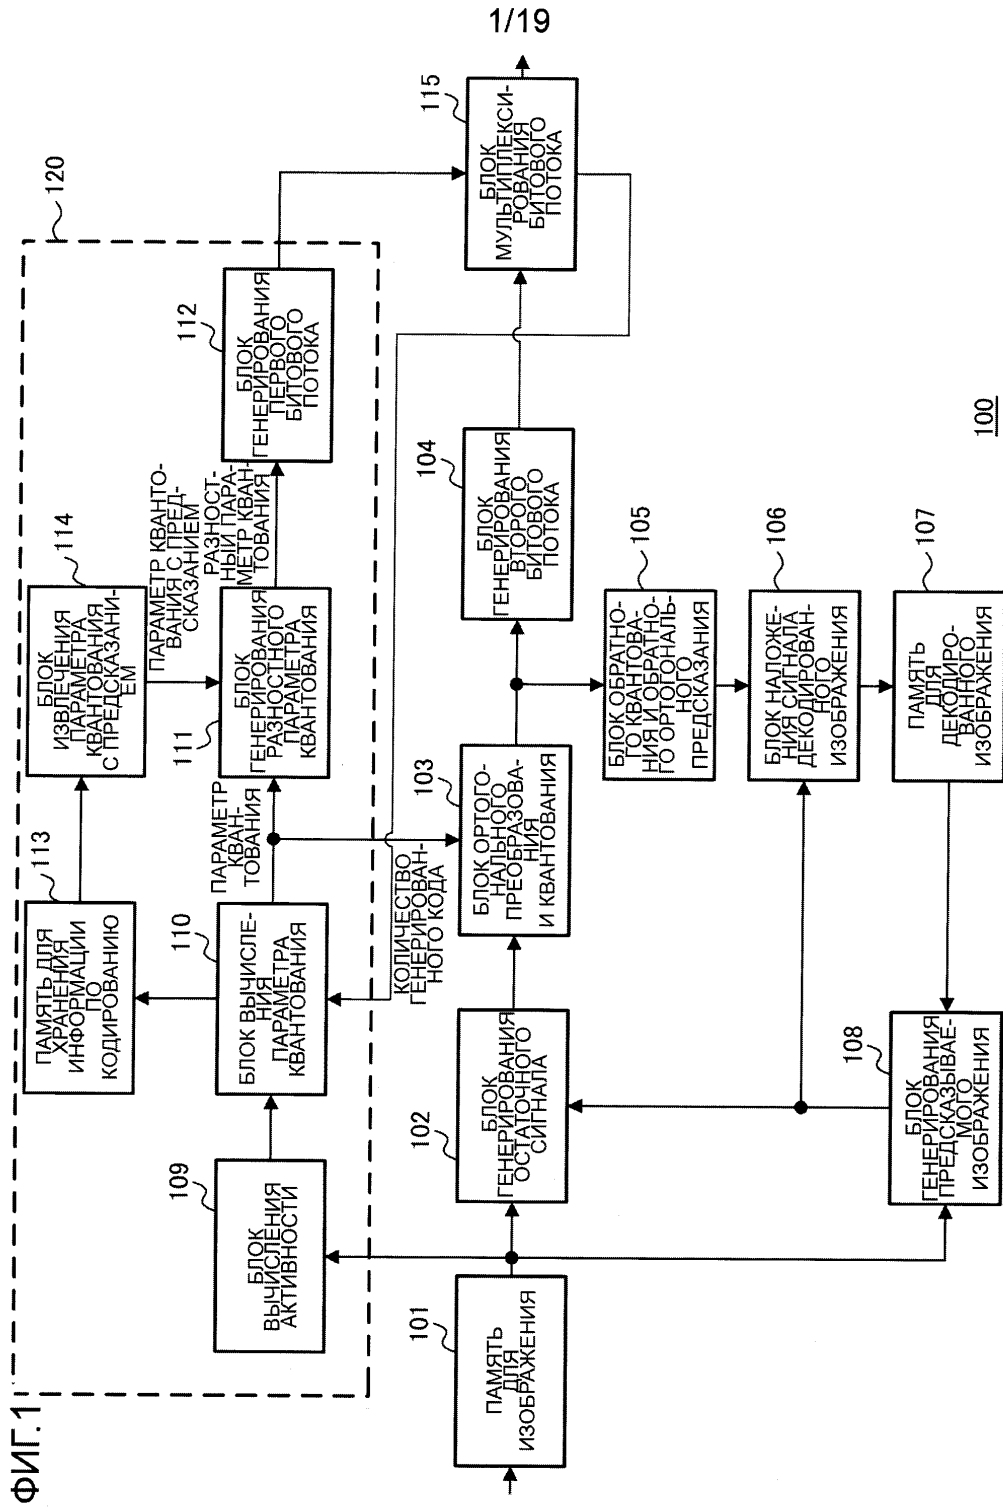 1/19
ФИГ.1
120
113
ПАМЯТЬ ДЛЯ
ХРАНЕНИЯ
ИНФОРМАЦИИ
ПО
КОДИРОВАНИЮ
114
БЛОК
ИЗВЛЕЧЕНИЯ
ПАРАМЕТРА
КВАНТОВАНИЯ
С ПРЕДСКАЗАНИ-
ЕМ
ПАРАМЕТР КВАНТО-
ВАНИЯ С ПРЕД-
СКАЗАНИЕМ
109
БЛОК
ВЫЧИСЛЕНИЯ
АКТИВНОСТИ
110
БЛОК ВЫЧИСЛЕ-
НИЯ
ПАРАМЕТРА
КВАНТОВАНИЯ
ПАРАМЕТР
КВАН-
ТОВАНИЯ
111
БЛОК
ГЕНЕРИРОВАНИЯ
РАЗНОСТНОГО
ПАРАМЕТРА
КВАНТОВАНИЯ
РАЗНОСТ-
НЫЙ ПАРА-
МЕТР КВАН-
ТОВАНИЯ
112
БЛОК
ГЕНЕРИРОВАНИЯ
ПЕРВОГО
БИТОВОГО
ПОТОКА
КОЛИЧЕСТВО
ГЕНЕРИРОВАН-
НОГО КОДА
101
ПАМЯТЬ
ДЛЯ
ИЗОБРАЖЕНИЯ
102
БЛОК
ГЕНЕРИРОВАНИЯ
ОСТАТОЧНОГО
СИГНАЛА
103
БЛОК ОРТОГО-
НАЛЬНОГО
ПРЕОБРАЗОВА-
НИЯ
И КВАНТОВАНИЯ
104
БЛОК
ГЕНЕРИРОВАНИЯ
ВТОРОГО
БИТОВОГО
ПОТОКА
115
БЛОК
МУЛЬТИПЛЕКСИ-
РОВАНИЯ
БИТОВОГО
ПОТОКА
105
БЛОК ОБРАТНО-
ГО КВАНТОВА-
НИЯ И ОБРАТНО-
ГО ОРТОГОНАЛЬ-
НОГО
ПРЕДСКАЗАНИЯ
106
БЛОК НАЛОЖЕ-
НИЯ СИГНАЛА
ДЕКОДИРОВАН-
НОГО
ИЗОБРАЖЕНИЯ
107
ПАМЯТЬ
ДЛЯ
ДЕКОДИРО-
ВАННОГО
ИЗОБРАЖЕНИЯ
108
БЛОК
ГЕНЕРИРОВАНИЯ
ПРЕДСКАЗЫВАЕ-
МОГО
ИЗОБРАЖЕНИЯ
100